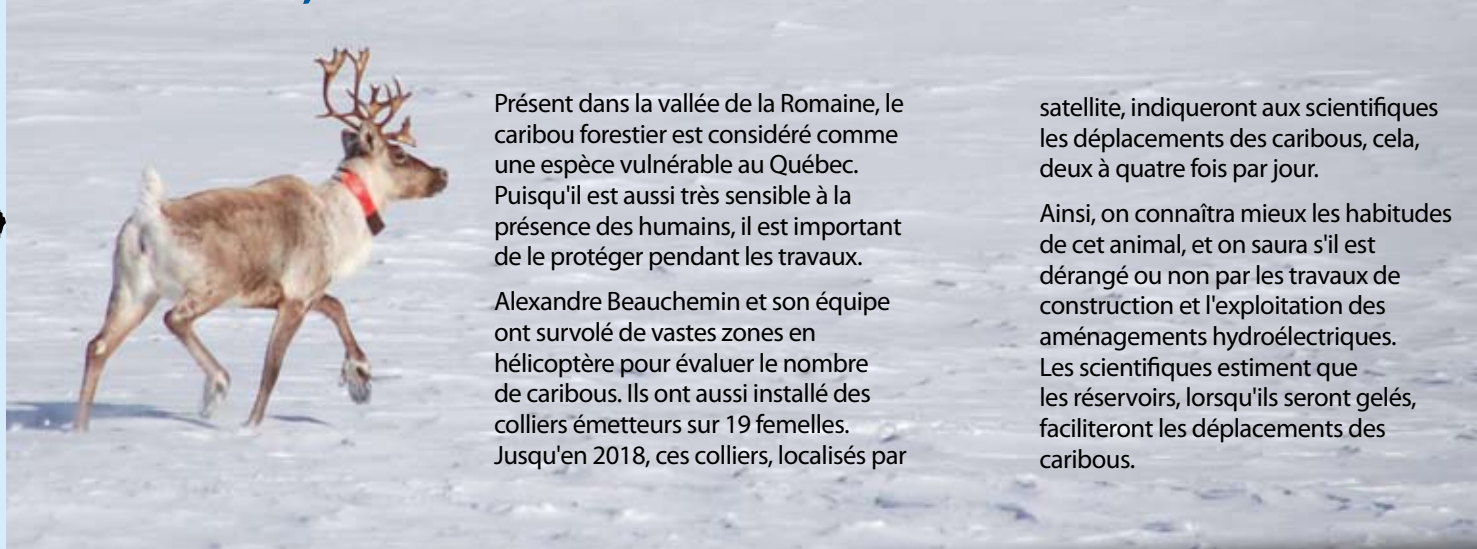 Présent dans la vallée de la Romaine, le
caribou forestier est considéré comme
une espèce vulnérable au Québec.
Puisqu'il est aussi très sensible à la
présence des humains, il est important
de le protéger pendant les travaux.
Alexandre Beauchemin et son équipe
ont survolé de vastes zones en
hélicoptère pour évaluer le nombre
de caribous. Ils ont aussi installé des
colliers émetteurs sur 19 femelles.
Jusqu'en 2018, ces colliers, localisés par
satellite, indiqueront aux scientifiques
les déplacements des caribous, cela,
deux à quatre fois par jour.
Ainsi, on connaîtra mieux les habitudes
de cet animal, et on saura s'il est
dérangé ou non par les travaux de
construction et l'exploitation des
aménagements hydroélectriques.
Les scientifiques estiment que
les réservoirs, lorsqu'ils seront gelés,
faciliteront les déplacements des
caribous.